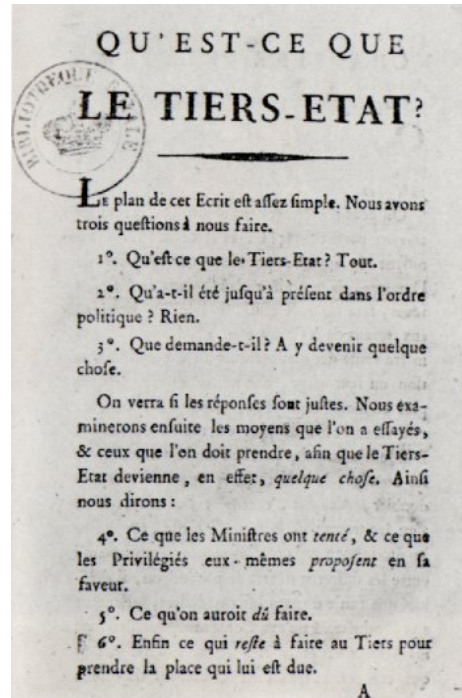 QU'EST-CE QUE
LE TIERS-ETAT?
BIBLIOTHEQUE ROYALE
LE plan de cet Ecrit eſt aſſez ſimple. Nous avons
trois queſtions à nous faire.
1°. Qu'eſt ce que le Tiers-Etat ? Tout.
2°. Qu'a-t-il été juſqu'à préſent dans l'ordre
politique ? Rien.
3°. Que demande-t-il ? A y devenir quelque
choſe.
On verra ſi les réponſes ſont juſtes. Nous exa-
minerons enſuite les moyens que l'on a eſſayés,
& ceux que l'on doit prendre, afin que le Tiers-
Etat devienne, en effet, quelque choſe. Ainſi
nous dirons :
4°. Ce que les Miniſtres ont tenté, & ce que
les Privilégiés eux-mêmes propoſent en ſa
faveur.
5°. Ce qu'on auroit dû faire.
6°. Enfin ce qui reſte à faire au Tiers pour
prendre la place qui lui eſt due.
A